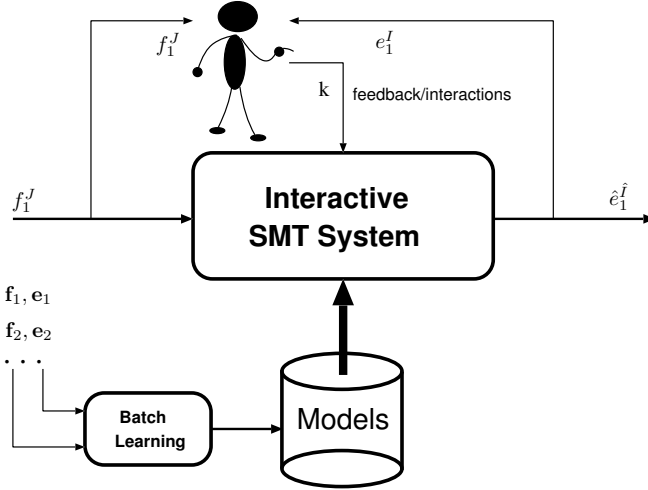 f_1^J
e_1^I
k
feedback/interactions
f_1^J
Interactive
SMT System
ê_1^Î
f_1, e_1
f_2, e_2
. . .
Batch
Learning
Models